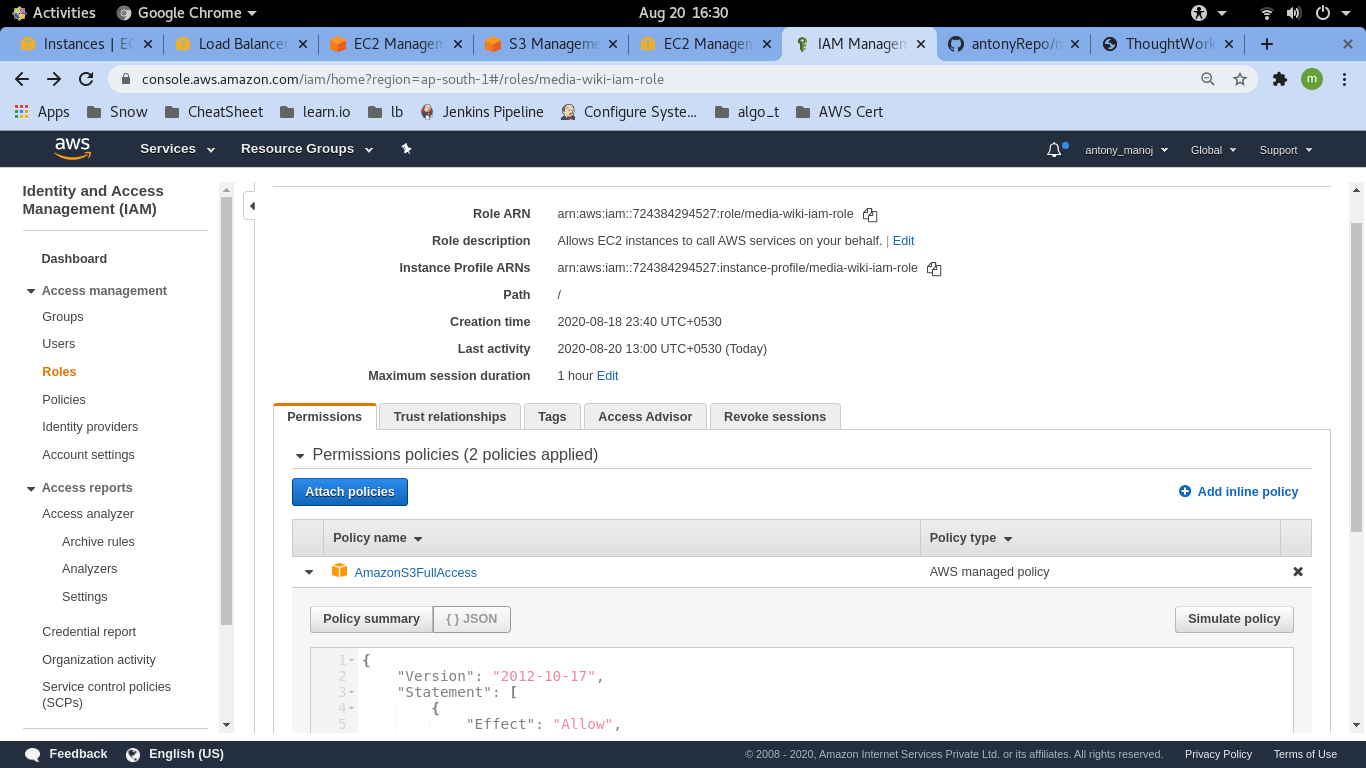 Activities
Google Chrome
Aug 20 16:30
Instances | EC
Load Balancer
EC2 Managem
S3 Manageme
EC2 Managem
IAM Managem
antonyRepo/
ThoughtWork
console.aws.amazon.com/iam/home?region=ap-south-1#/roles/media-wiki-iam-role
m
Apps
Snow
CheatSheet
learn.io
lb
Jenkins Pipeline
Configure Syste...
algo_t
AWS Cert
aws
Services
Resource Groups
antony_manoj
Global
Support
Identity and Access
Management (IAM)
Dashboard
Access management
Groups
Users
Roles
Policies
Identity providers
Account settings
Access reports
Access analyzer
Archive rules
Analyzers
Settings
Credential report
Organization activity
Service control policies
(SCPs)
Role ARN arn:aws:iam::724384294527:role/media-wiki-iam-role
Role description Allows EC2 instances to call AWS services on your behalf. | Edit
Instance Profile ARNs arn:aws:iam::724384294527:instance-profile/media-wiki-iam-role
Path /
Creation time 2020-08-18 23:40 UTC+0530
Last activity 2020-08-20 13:00 UTC+0530 (Today)
Maximum session duration 1 hour Edit
Permissions
Trust relationships
Tags
Access Advisor
Revoke sessions
Permissions policies (2 policies applied)
Attach policies
Add inline policy
Policy name
Policy type
AmazonS3FullAccess
AWS managed policy
Policy summary
{ } JSON
Simulate policy
1 {
2 "Version": "2012-10-17",
3 "Statement": [
4 {
5 "Effect": "Allow",
Feedback
English (US)
© 2008 - 2020, Amazon Internet Services Private Ltd. or its affiliates. All rights reserved.
Privacy Policy
Terms of Use